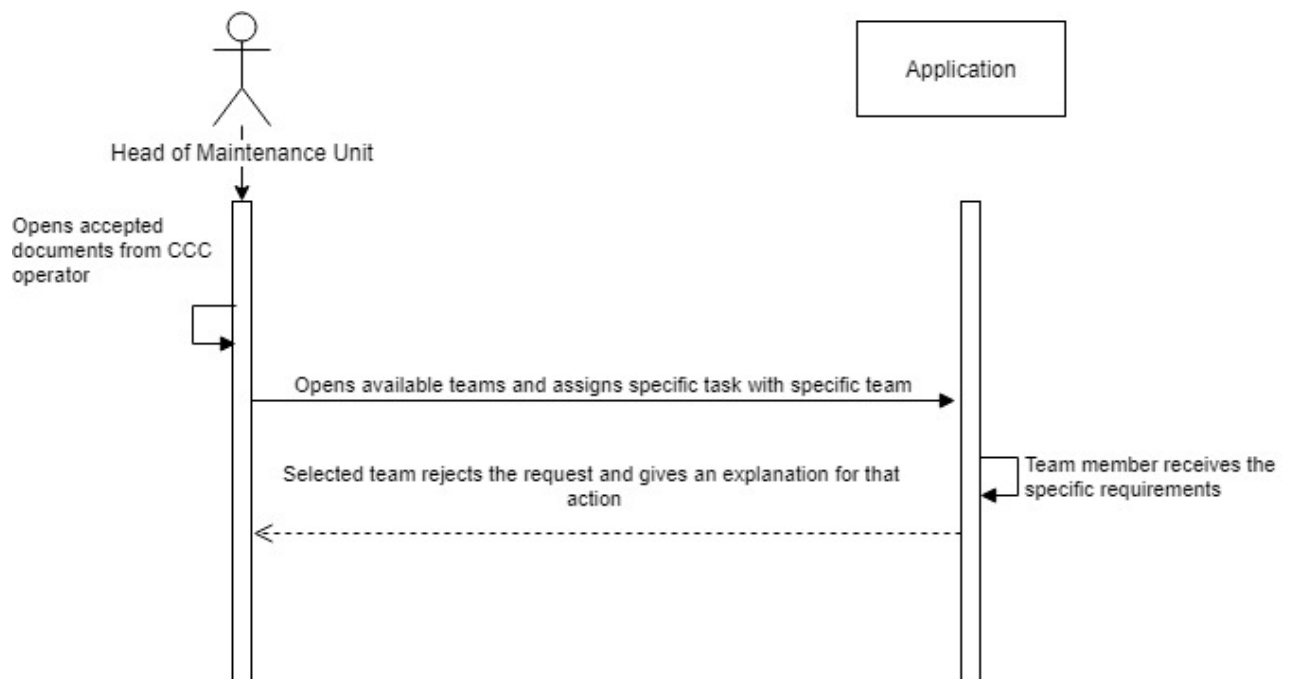 Application
Head of Maintenance Unit
Opens accepted
documents from CCC
operator
Opens available teams and assigns specific task with specific team
Selected team rejects the request and gives an explanation for that
action
Team member receives the
specific requirements